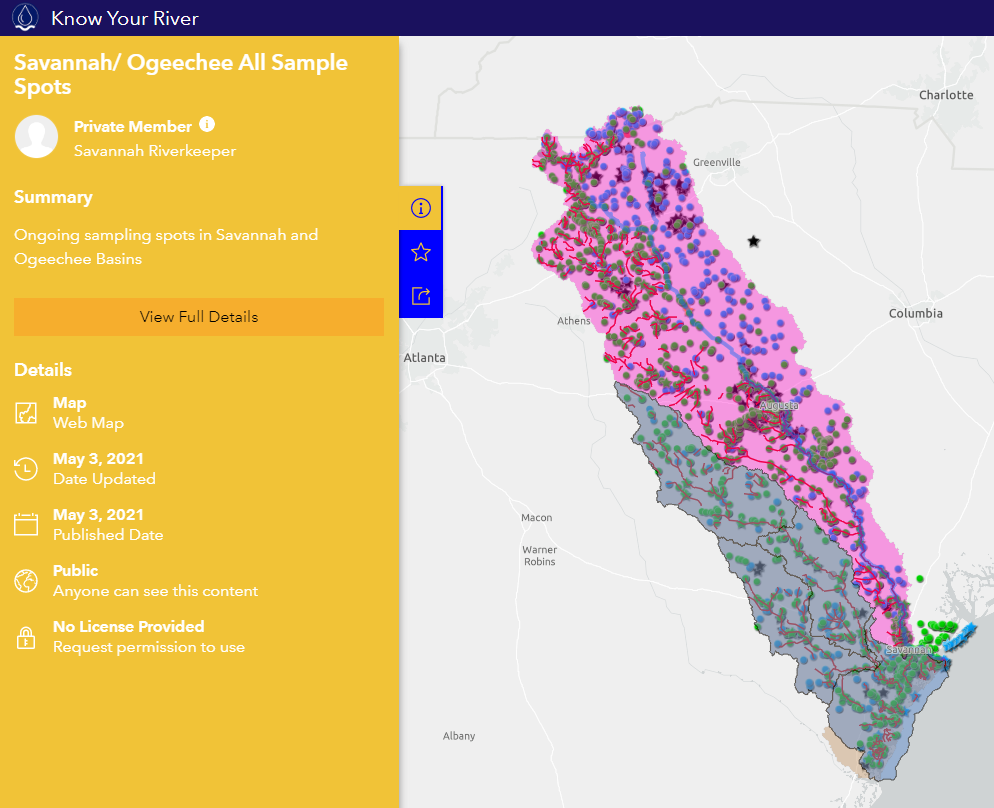 Know Your River
Savannah/ Ogeechee All Sample
Spots
Private Member
Savannah Riverkeeper
Summary
Ongoing sampling spots in Savannah and
Ogeechee Basins
View Full Details
Details
Map
Web Map
May 3, 2021
Date Updated
May 3, 2021
Published Date
Public
Anyone can see this content
No License Provided
Request permission to use
Charlotte
Greenville
Columbia
Athens
Atlanta
Augusta
Macon
Warner
Robins
Savannah
Albany